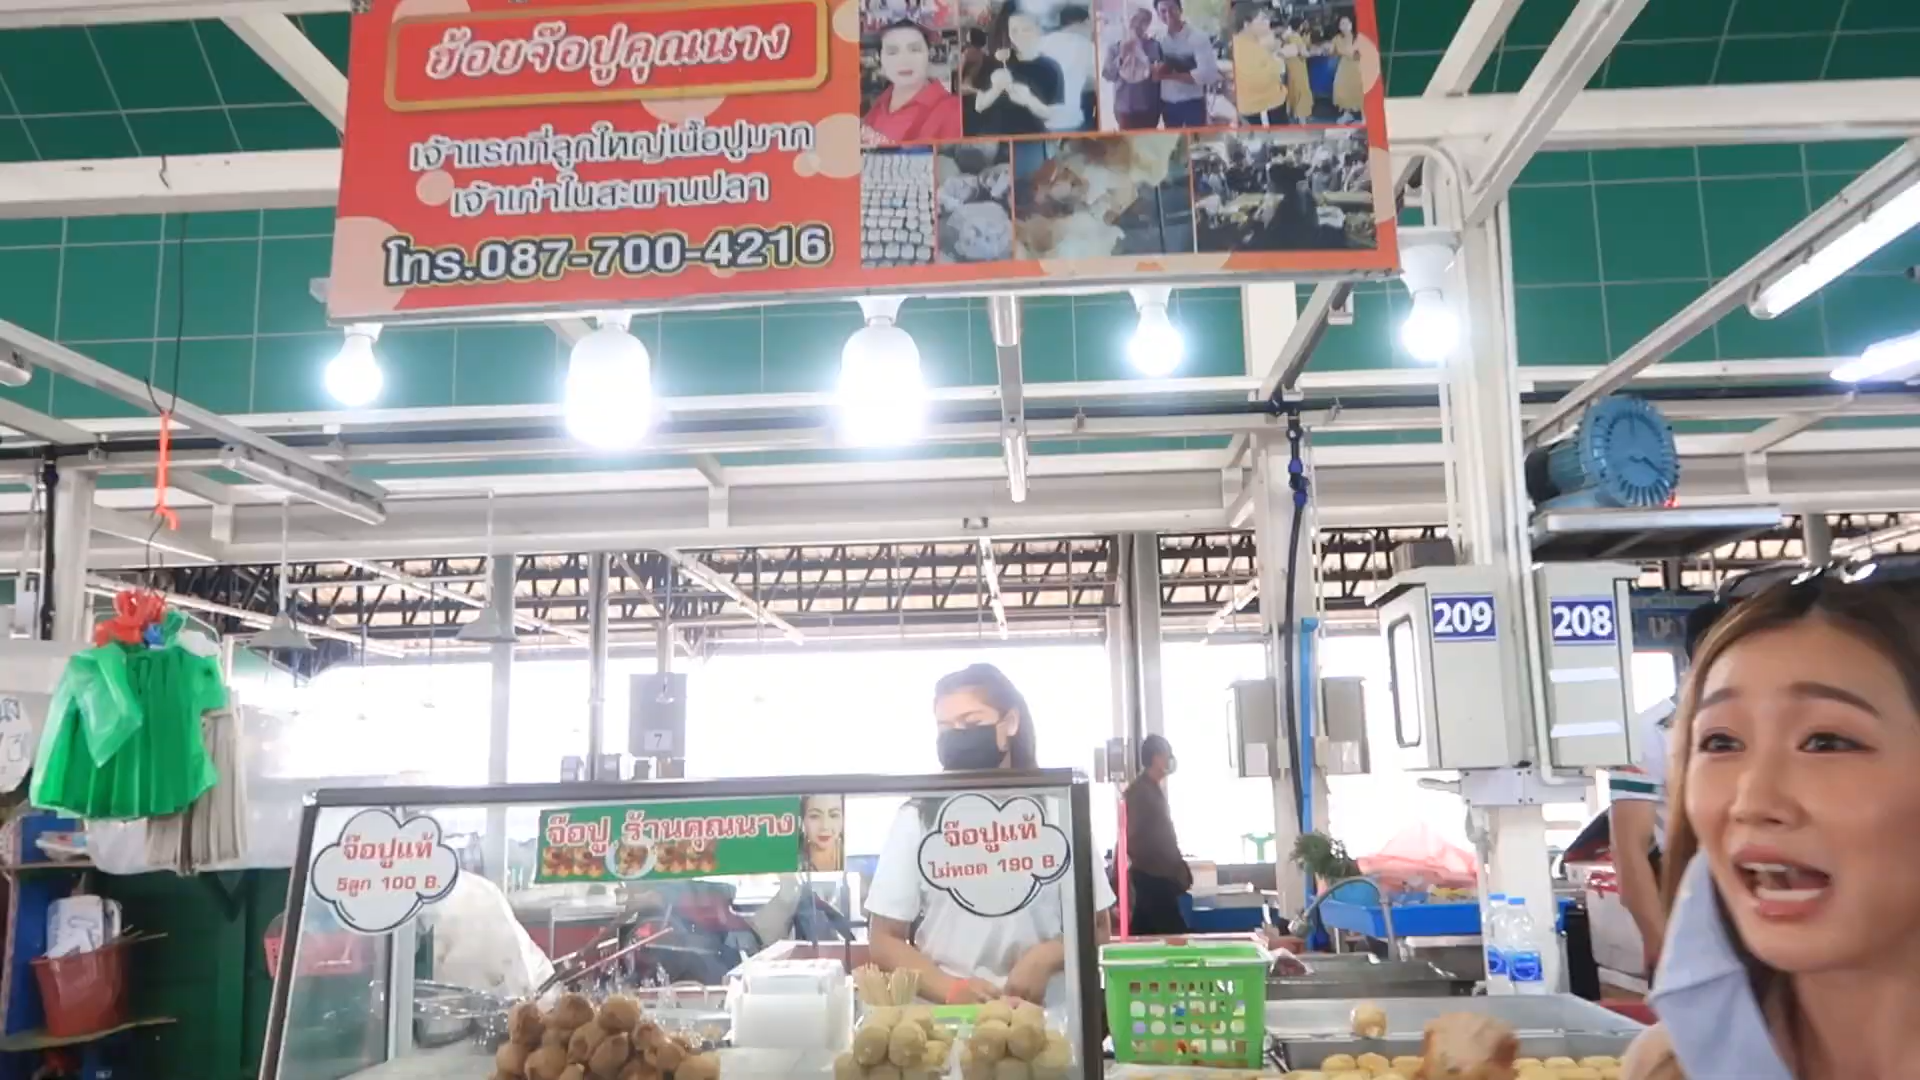 ย้อยจ๊อปูคุณนาง
เจ้าแรกที่ลูกใหญ่เนื้อปูมาก
เจ้าเก่าในสะพานปลา
โทร.087-700-4216
209
208
7
จ๊อปูแท้
5ลูก 100 B.
จ๊อปู ร้านคุณนาง
จ๊อปูแท้
ไม่ทอด 190 B.